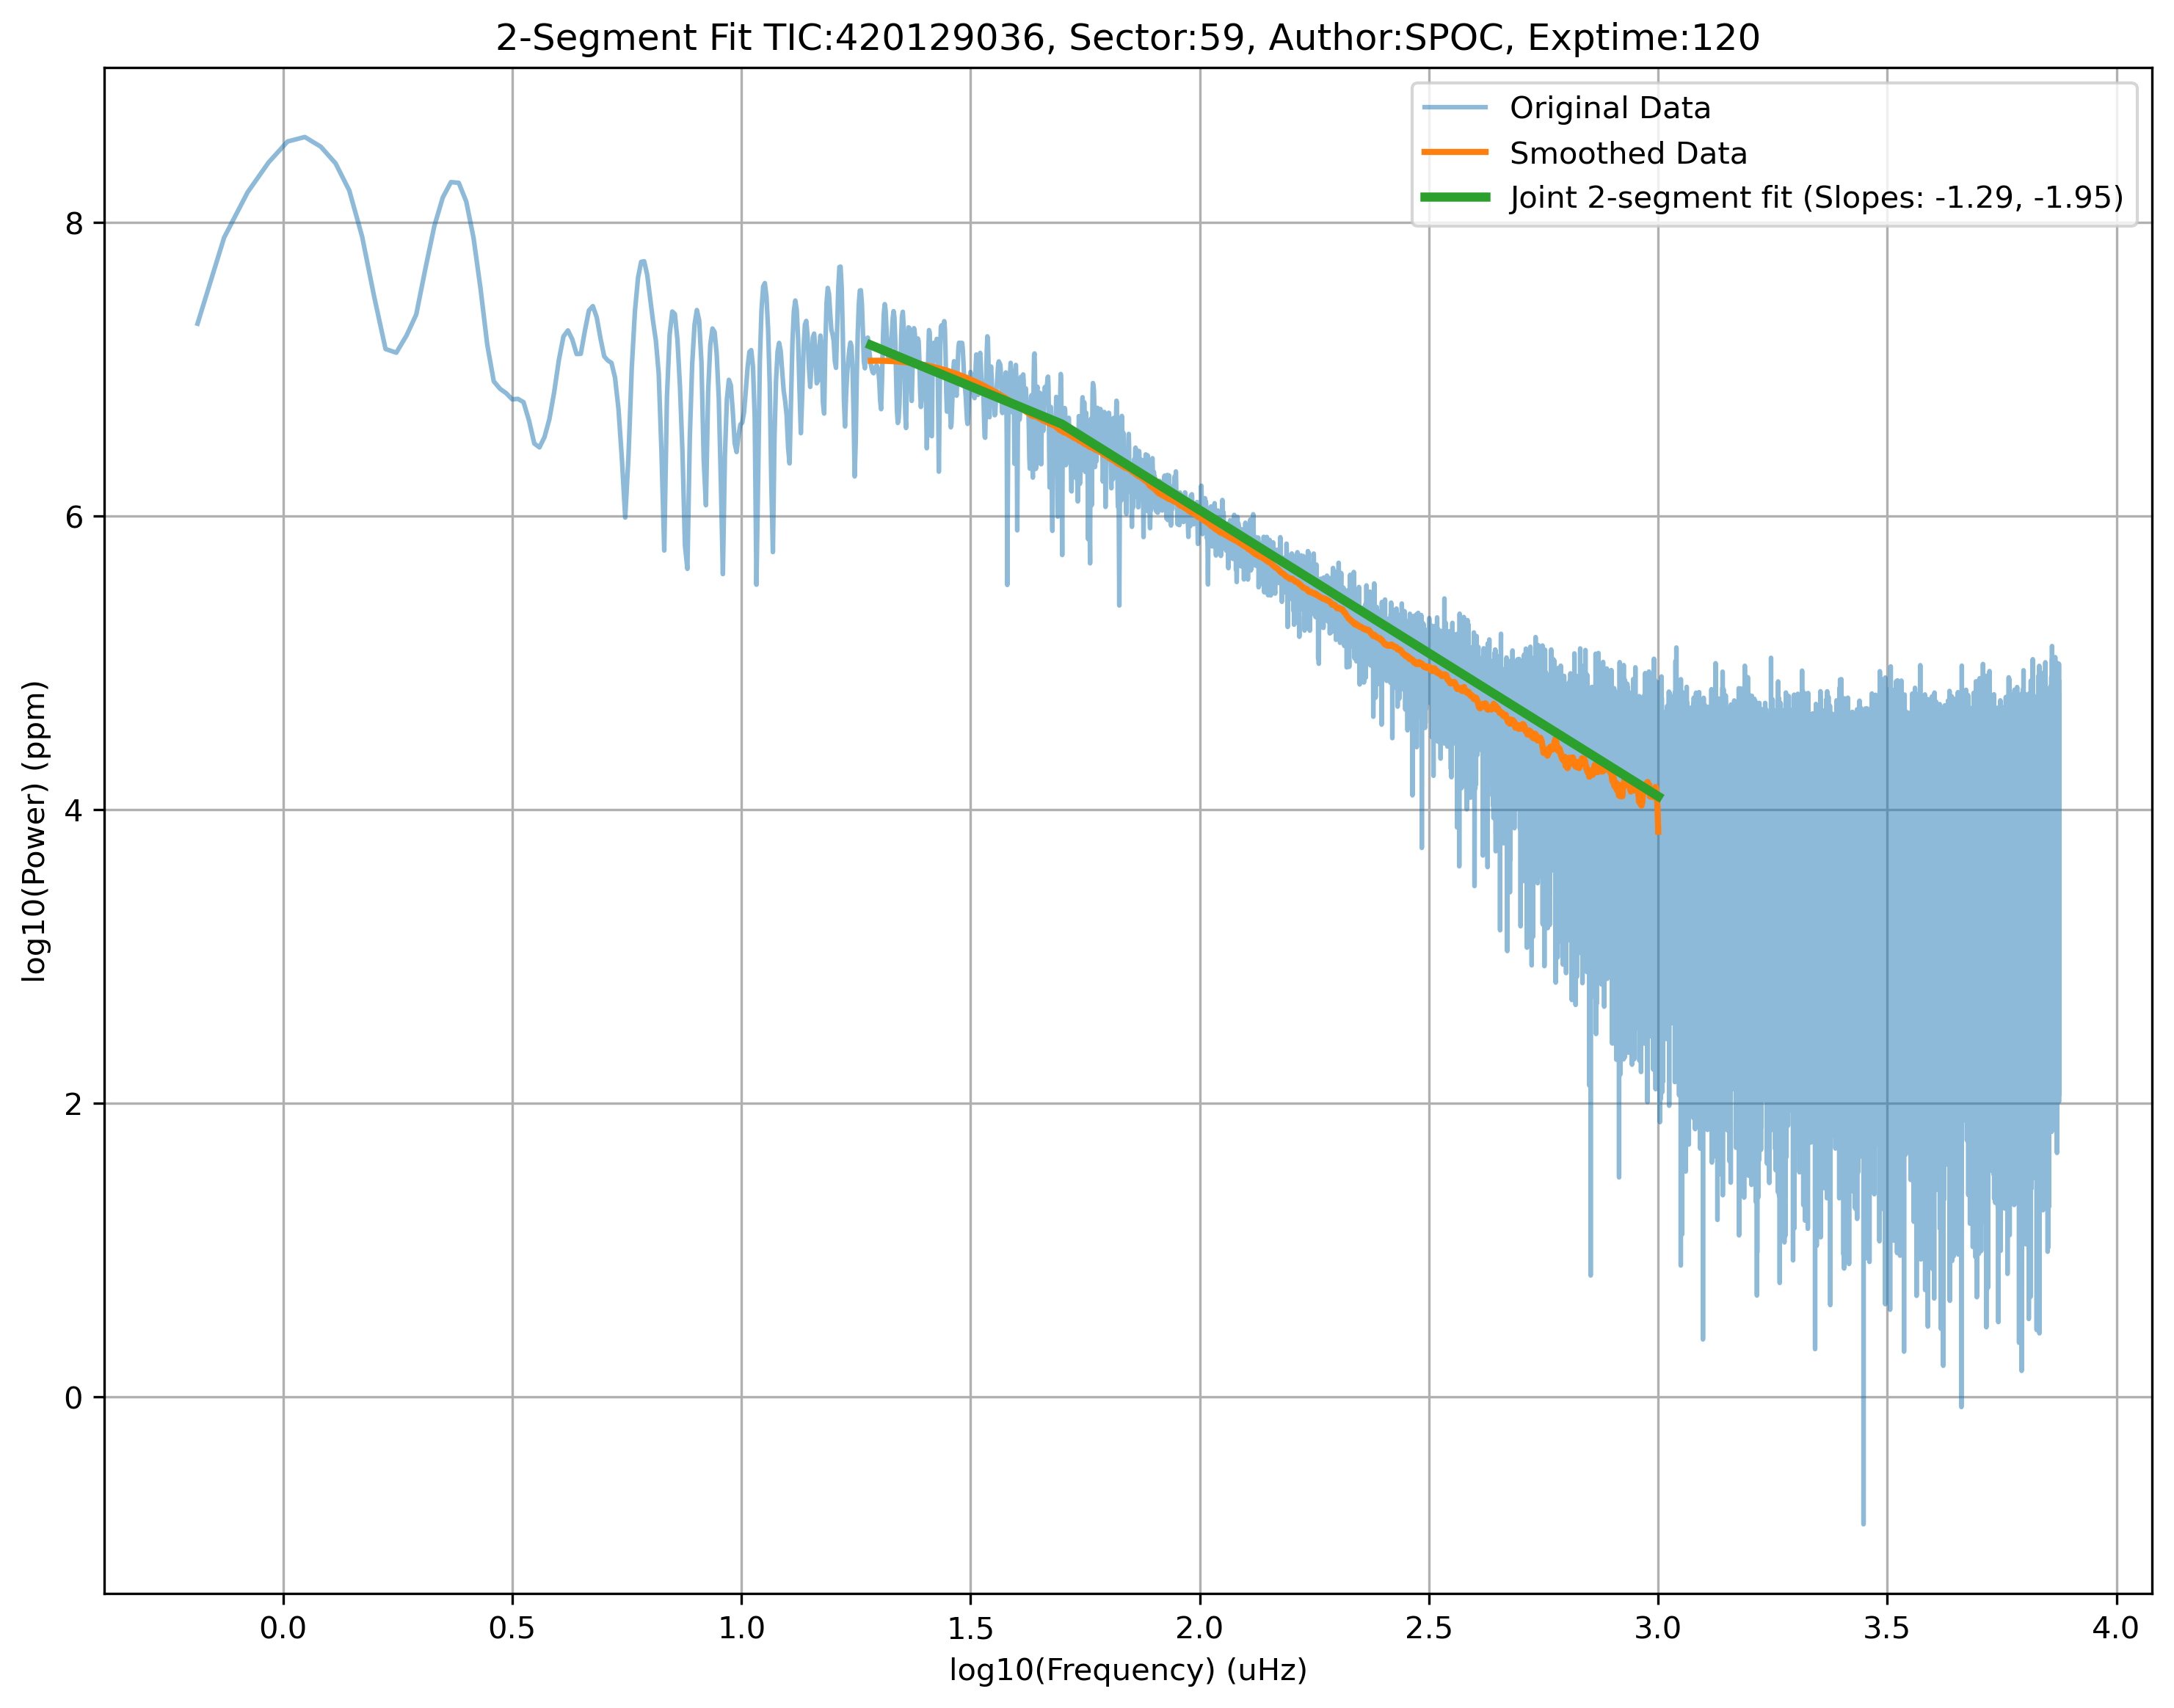 2-Segment Fit TIC:420129036, Sector:59, Author:SPOC, Exptime:120
Original Data
Smoothed Data
Joint 2-segment fit (Slopes: -1.29, -1.95)
log10(Power) (ppm)
8
6
4
2
0
0.0 0.5 1.0 1.5 2.0 2.5 3.0 3.5 4.0
log10(Frequency) (uHz)